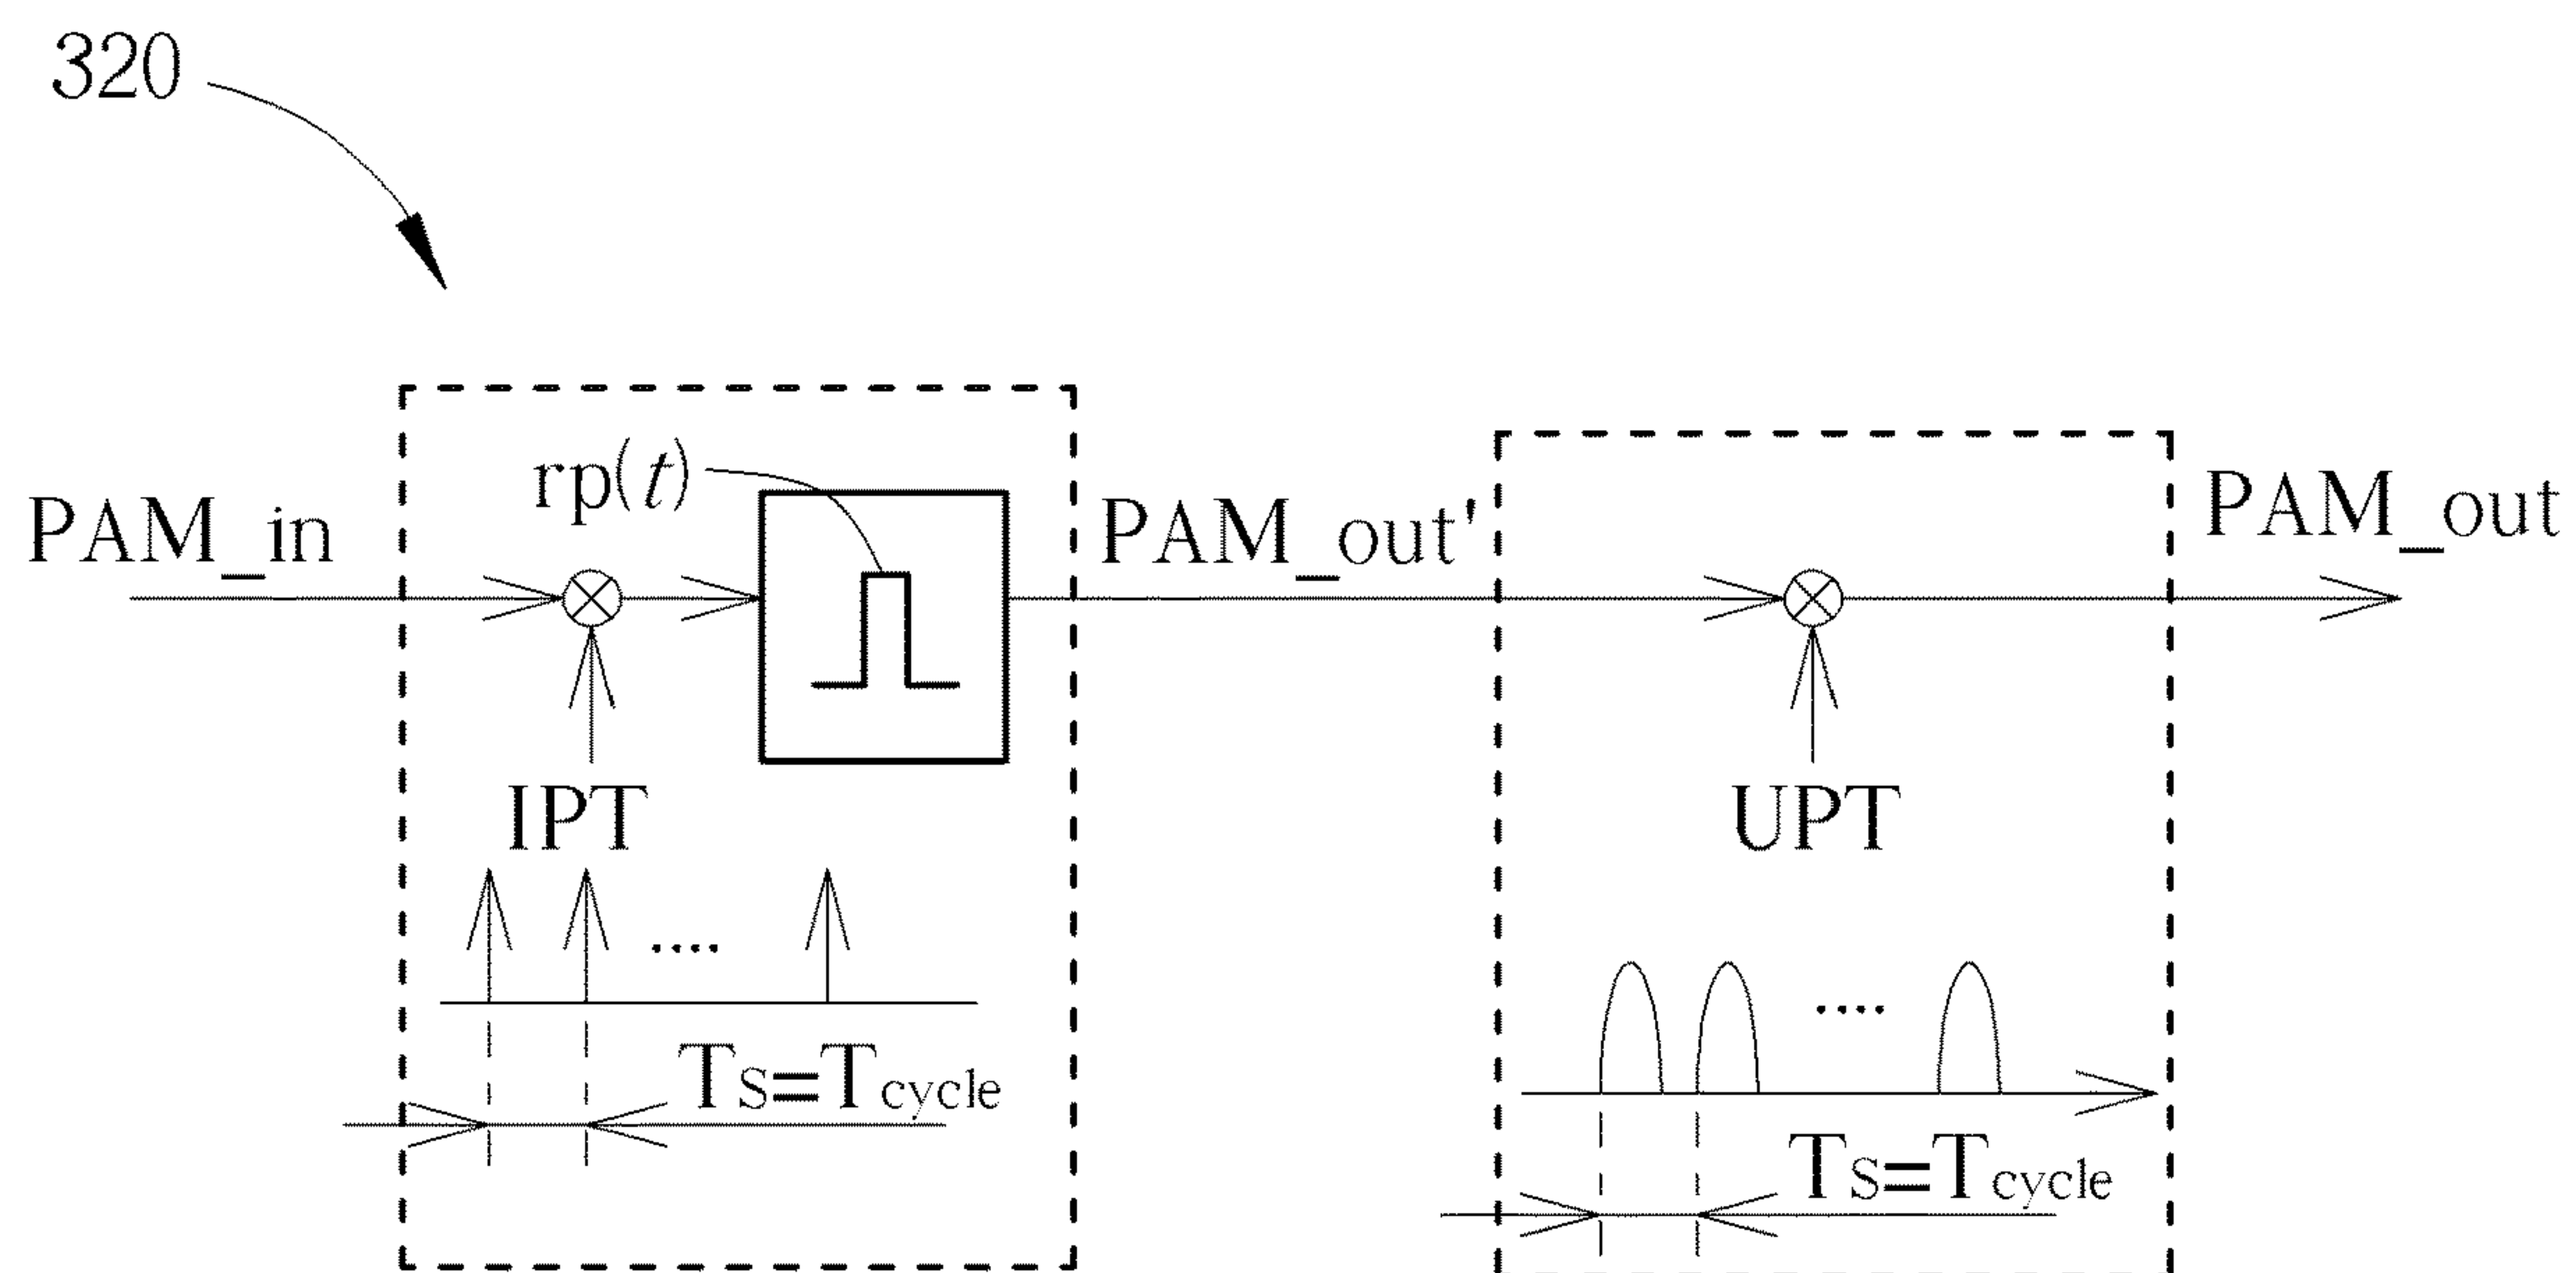 320
rp(t)
PAM_in
PAM_out'
PAM_out
IPT
UPT
....
....
TS=Tcycle
TS=Tcycle